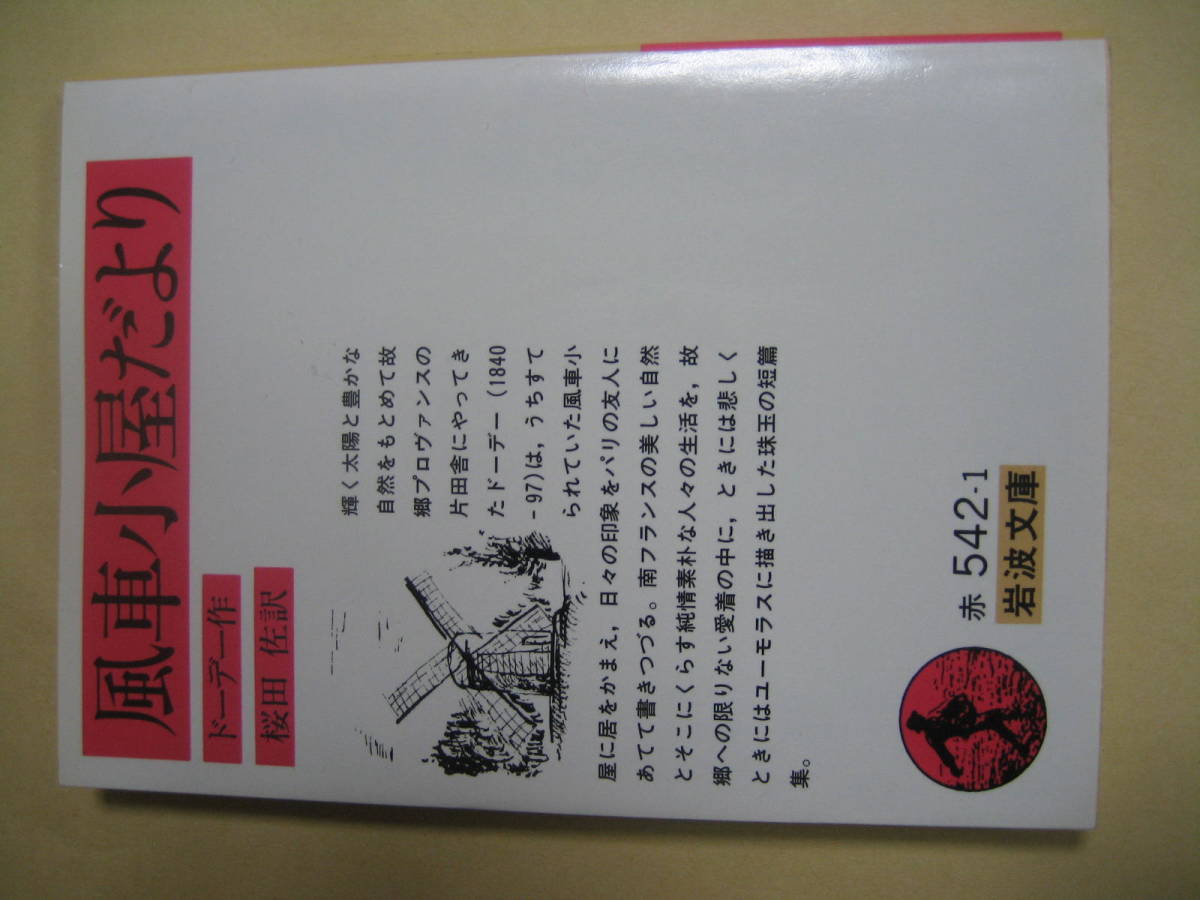 風車小屋だより
ドーデー作
桜田 佐訳
輝く太陽と豊かな
自然をもとめて故
郷プロヴァンスの
片田舎にやってき
たドーデー(1840
-97)は,うちすて
られていた風車小
屋に居をかまえ,日々の印象をパリの友人に
あてて書きつづる。南フランスの美しい自然
とそこにくらす純情素朴な人々の生活を,故
郷への限りない愛着の中に,ときには悲しく
ときにはユーモラスに描き出した珠玉の短篇
集。
赤 542-1
岩波文庫